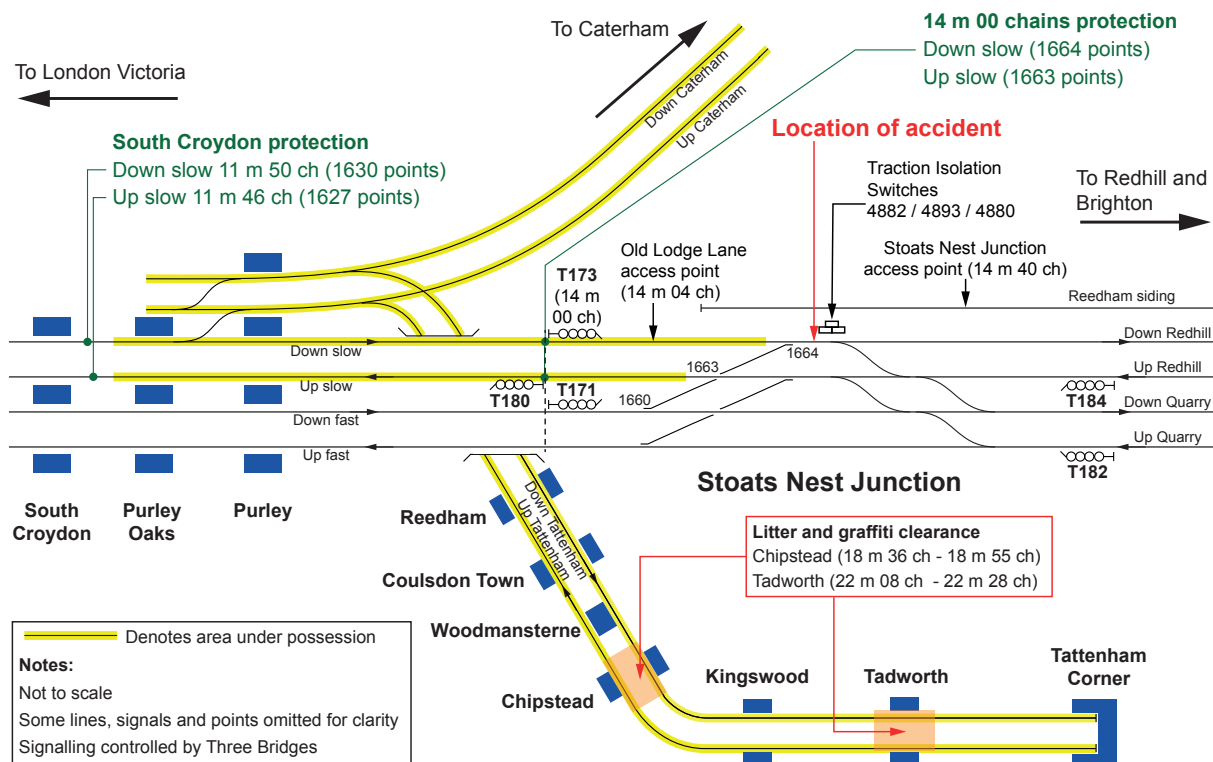 To London Victoria
To Caterham
14 m 00 chains protection
Down slow (1664 points)
Up slow (1663 points)
Down Caterham
Up Caterham
South Croydon protection
Down slow 11 m 50 ch (1630 points)
Up slow 11 m 46 ch (1627 points)
Location of accident
Traction Isolation
Switches
4882 / 4893 / 4880
To Redhill and
Brighton
T173
(14 m
00 ch)
Old Lodge Lane
access point
(14 m 04 ch)
Stoats Nest Junction
access point (14 m 40 ch)
Reedham siding
Down slow
1664
Down Redhill
Up slow
1663
Up Redhill
T180
T171
1660
T184
Down fast
Down Quarry
Up fast
Up Quarry
T182
South
Croydon
Purley
Oaks
Purley
Stoats Nest Junction
Down Tattenham
Up Tattenham
Reedham
Coulsdon Town
Woodmansterne
Chipstead
Litter and graffiti clearance
Chipstead (18 m 36 ch - 18 m 55 ch)
Tadworth (22 m 08 ch - 22 m 28 ch)
Kingswood
Tadworth
Tattenham
Corner
Denotes area under possession
Notes:
Not to scale
Some lines, signals and points omitted for clarity
Signalling controlled by Three Bridges